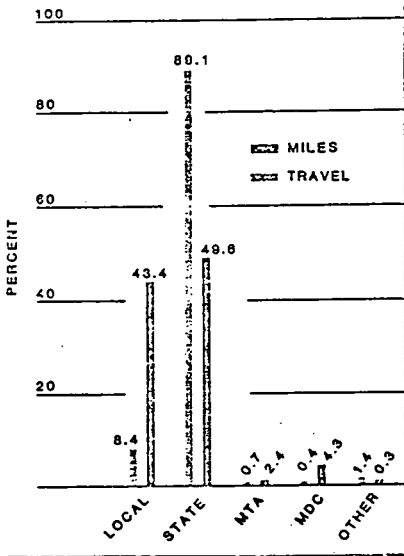 100
80.1
80
MILES
TRAVEL
60
PERCENT
49.6
43.4
40
20
8.4
0.7
2.4
0.4
4.3
1.4
0.3
LOCAL
STATE
MTA
MDC
OTHER